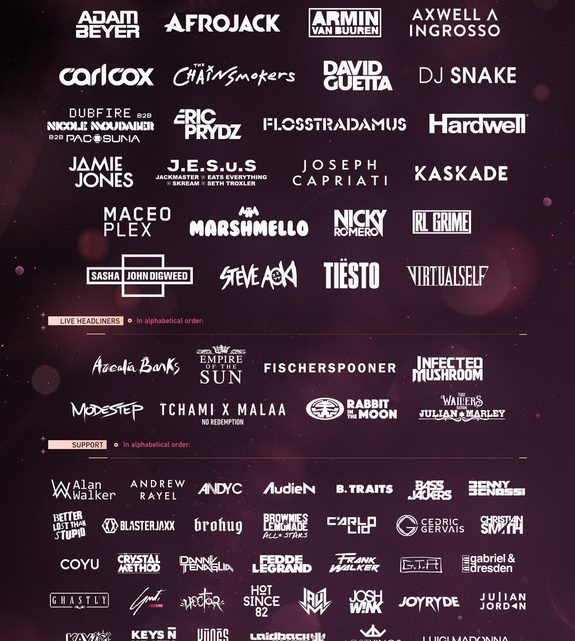 ADAM BEYER
AFROJACK
ARMIN VAN BUUREN
AXWELL Λ INGROSSO
carl cox
THE CHAINSMOKERS
DAVID GUETTA
DJ SNAKE
DUBFIRE B2B
NICOLE MOUDABER
B2B PACO OSUNA
ERIC PRYDZ
FLOSSTRADAMUS
Hardwell
JAMIE JONES
J.E.S.u.S
JACKMASTER EATS EVERYTHING
SKREAM SETH TROXLER
JOSEPH CAPRIATI
KASKADE
MACEO PLEX
MARSHMELLO
NICKY ROMERO
RL GRIME
SASHA JOHN DIGWEED
STEVE AOKI
TIËSTO
VIRTUALSELF
LIVE HEADLINERS In alphabetical order:
Azealia Banks
EMPIRE OF THE SUN
FISCHERSPOONER
INFECTED MUSHROOM
MODESTEP
TCHAMI X MALAA
NO REDEMPTION
RABBIT IN THE MOON
THE WAILERS
JULIAN MARLEY
SUPPORT In alphabetical order:
Alan Walker
ANDREW RAYEL
ANDY C
AudieN
B.TRAITS
BASS JACKERS
BENNY BENASSI
BETTER LOST THAN STUPID
BLASTERJAXX
brohug
BROWNIES & LEMONADE
ALL STARS
CARLO LIO
CEDRIC GERVAIS
CHRISTIAN SMITH
COYU
CRYSTAL METHOD
DANNY TENAGLIA
FEDDE LEGRAND
FRANK WALKER
G.T.A
gabriel & dresden
GHASTLY
HECTOR
HOT SINCE 82
JAUZ
JOSH WINK
JOYRYDE
JULIAN JORDAN
KEYS N
laidback
LUIGI MADONNA